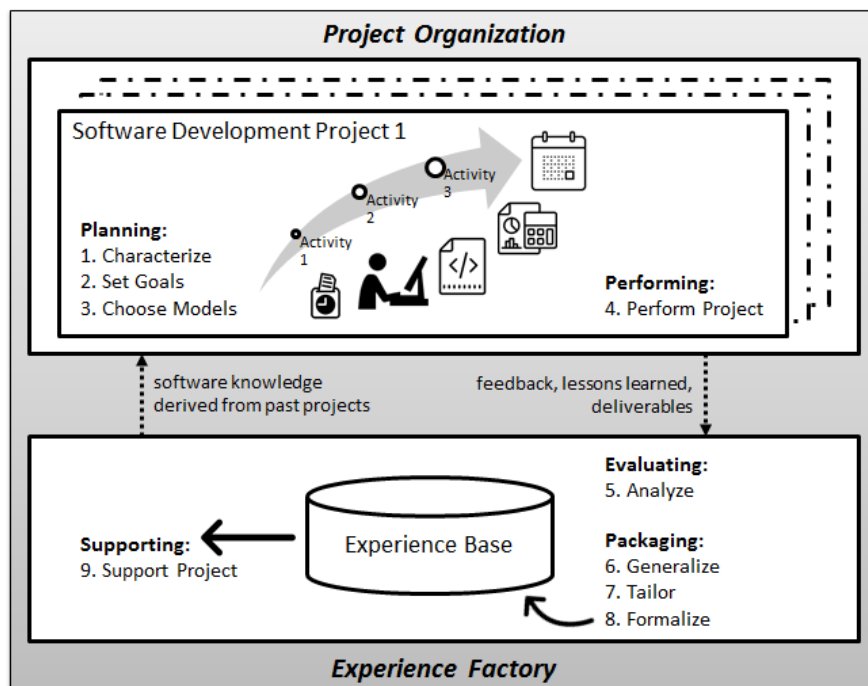 Project Organization
Software Development Project 1
Activity
3
Activity
2
Activity
1
</>
Planning:
1. Characterize
2. Set Goals
3. Choose Models
Performing:
4. Perform Project
software knowledge
derived from past projects
feedback, lessons learned,
deliverables
Evaluating:
5. Analyze
Experience Base
Supporting:
9. Support Project
Packaging:
6. Generalize
7. Tailor
8. Formalize
Experience Factory